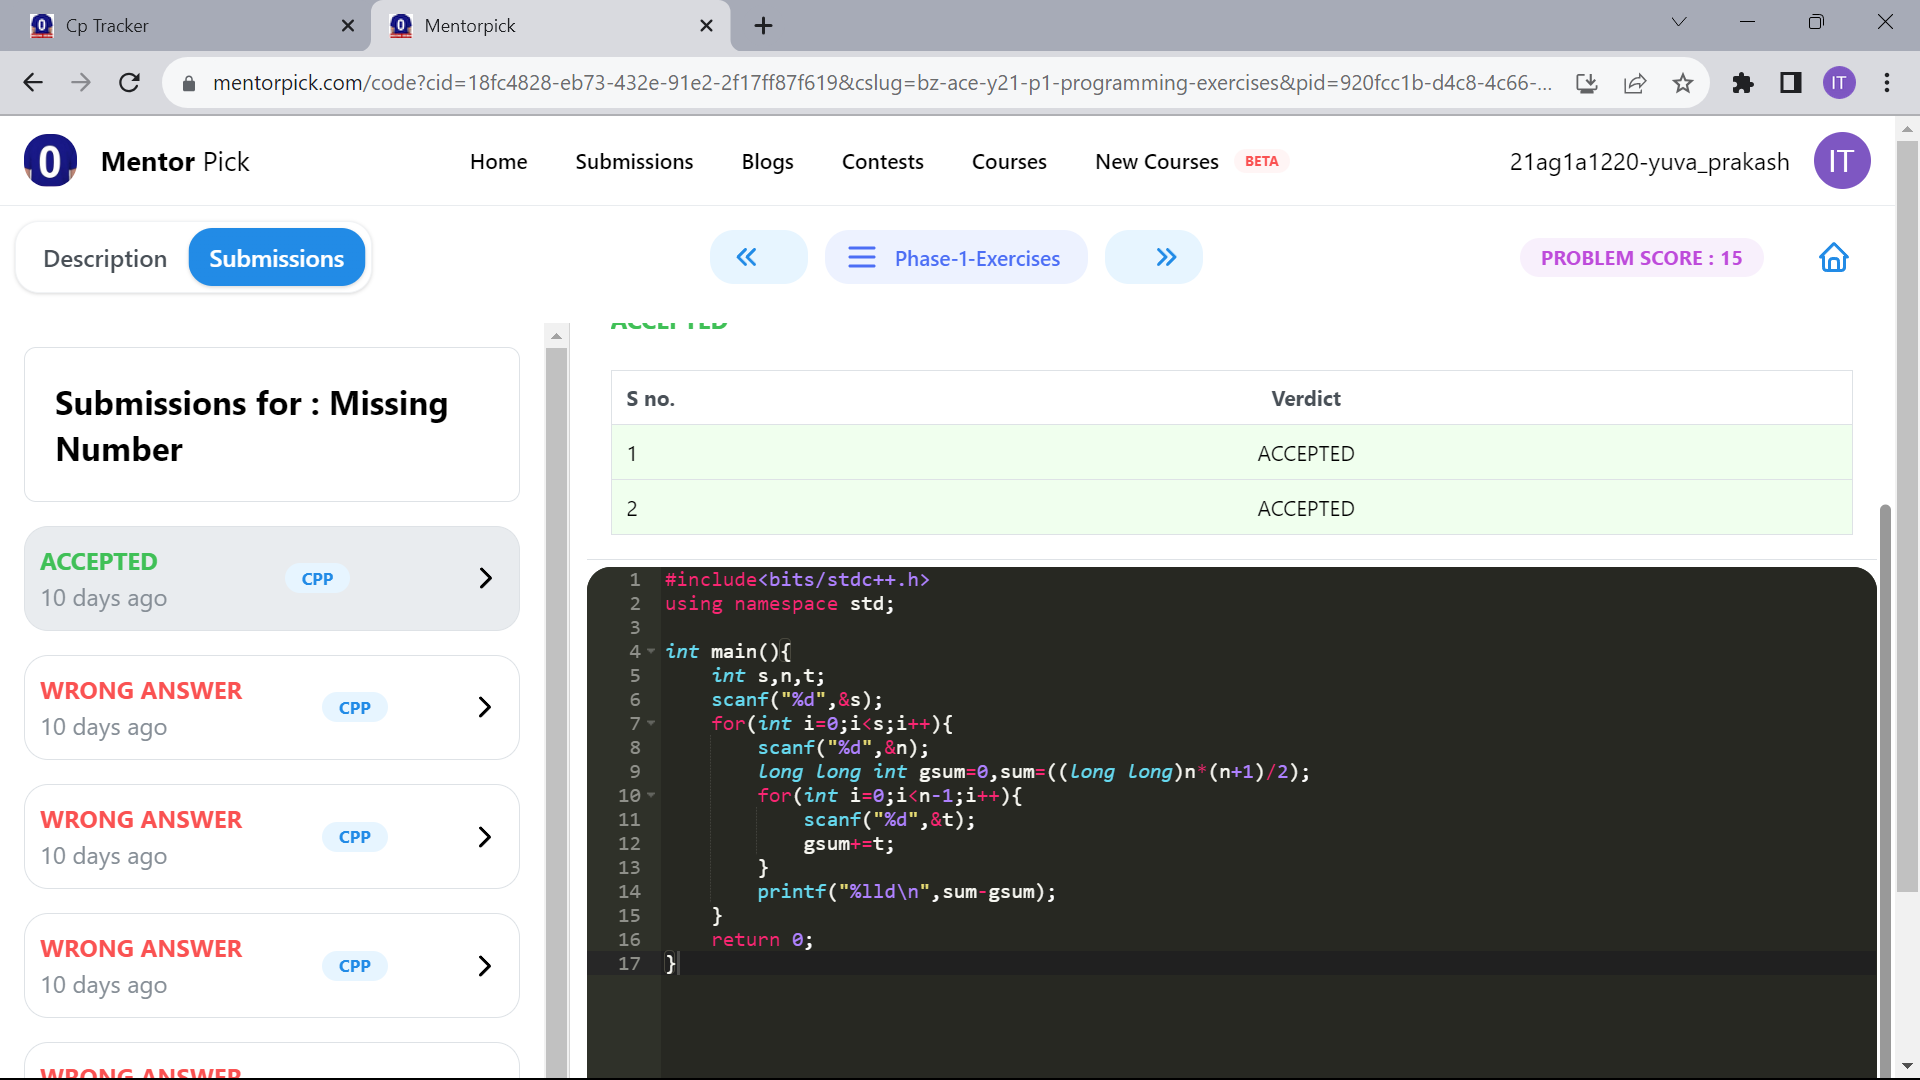 Cp Tracker
Mentorpick
mentorpick.com/code?cid=18fc4828-eb73-432e-91e2-2f17ff87f619&cslug=bz-ace-y21-p1-programming-exercises&pid=920fcc1b-d4c8-4c66-...
IT
Mentor Pick
Home
Submissions
Blogs
Contests
Courses
New Courses
BETA
21ag1a1220-yuva_prakash
IT
Description
Submissions
Phase-1-Exercises
PROBLEM SCORE : 15
Submissions for : Missing
Number
ACCEPTED
10 days ago
CPP
WRONG ANSWER
10 days ago
CPP
WRONG ANSWER
10 days ago
CPP
WRONG ANSWER
10 days ago
CPP
WRONG ANSWER
ACCEPTED
S no.
Verdict
1
ACCEPTED
2
ACCEPTED
1 #include<bits/stdc++.h>
2 using namespace std;
3
4 int main(){
5     int s,n,t;
6     scanf("%d",&s);
7     for(int i=0;i<s;i++){
8         scanf("%d",&n);
9         long long int gsum=0,sum=((long long)n*(n+1)/2);
10         for(int i=0;i<n-1;i++){
11             scanf("%d",&t);
12             gsum+=t;
13         }
14         printf("%lld\n",sum-gsum);
15     }
16     return 0;
17 }